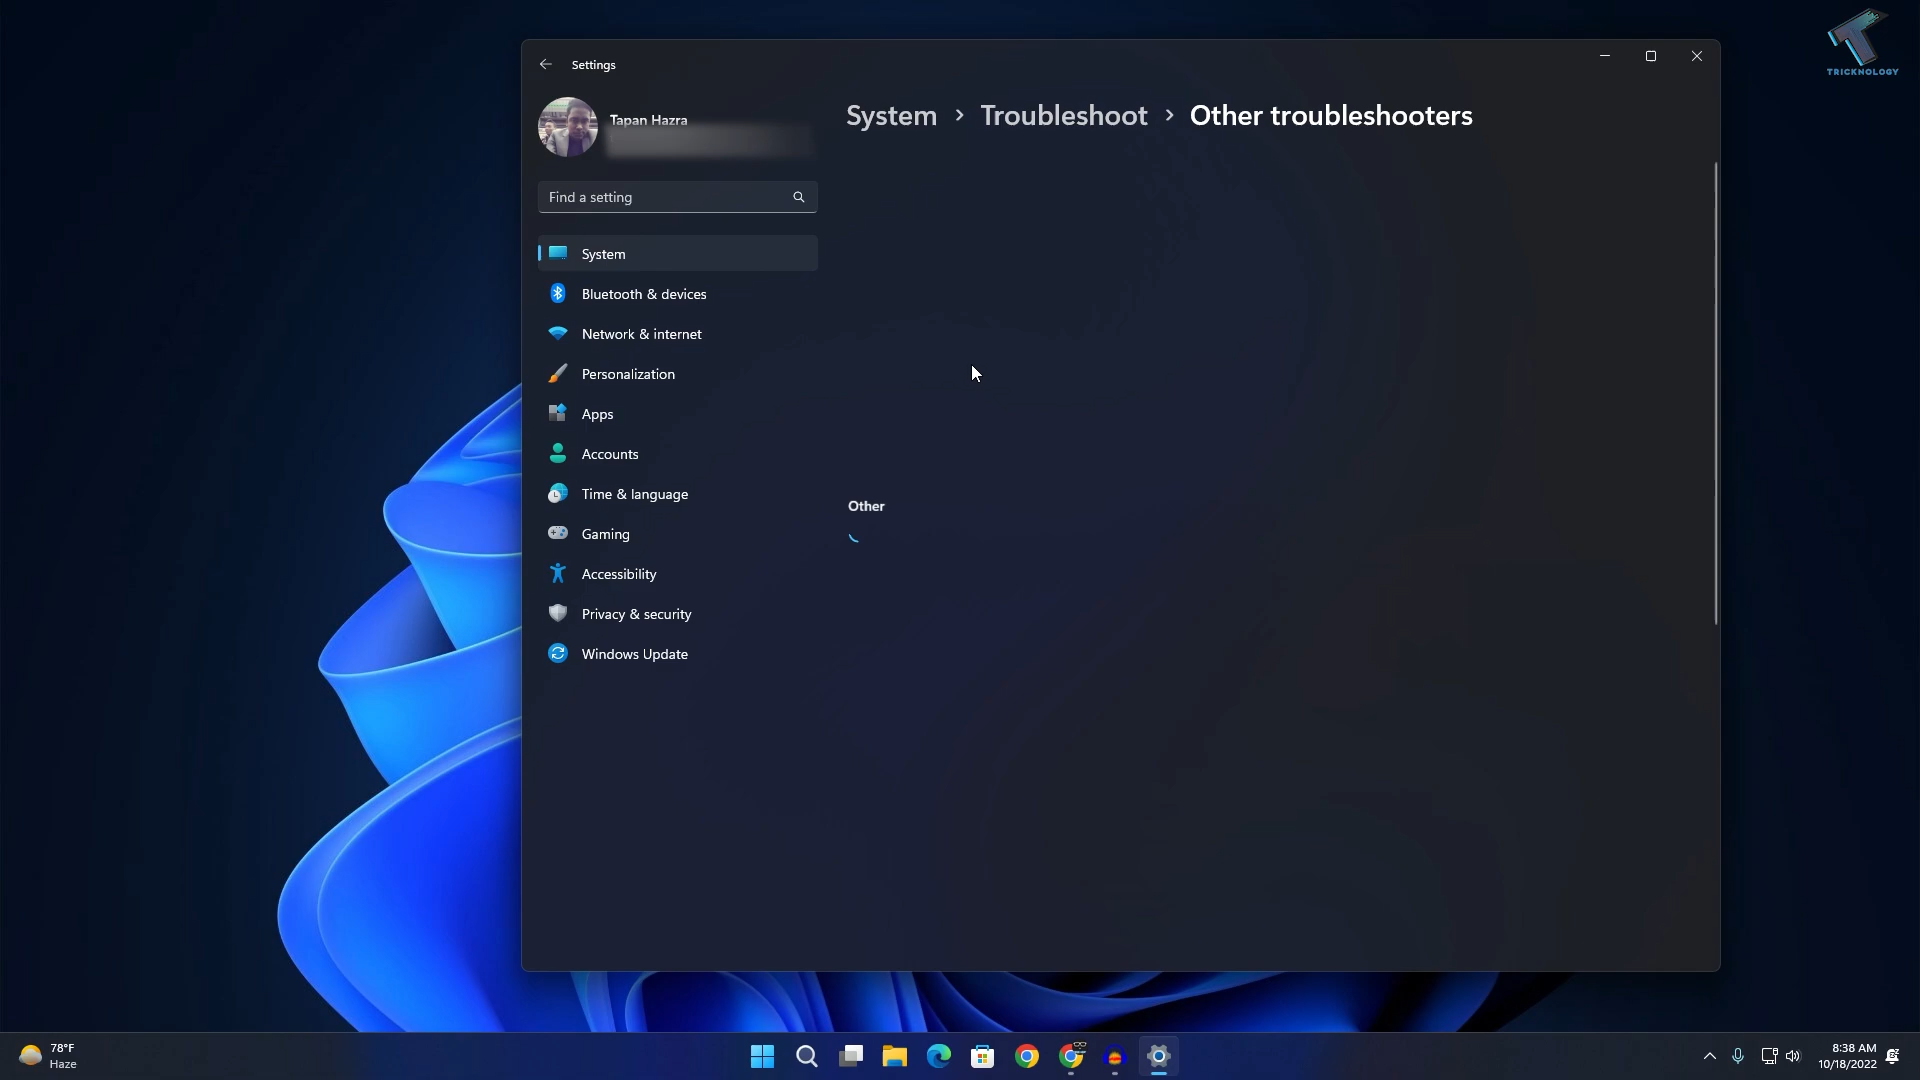 TRICKNOLOGY
Settings
Tapan Hazra
System > Troubleshoot > Other troubleshooters
Find a setting
System
Bluetooth & devices
Network & internet
Personalization
Apps
Accounts
Time & language
Gaming
Accessibility
Privacy & security
Windows Update
Other
78°F
Haze
8:38 AM
10/18/2022